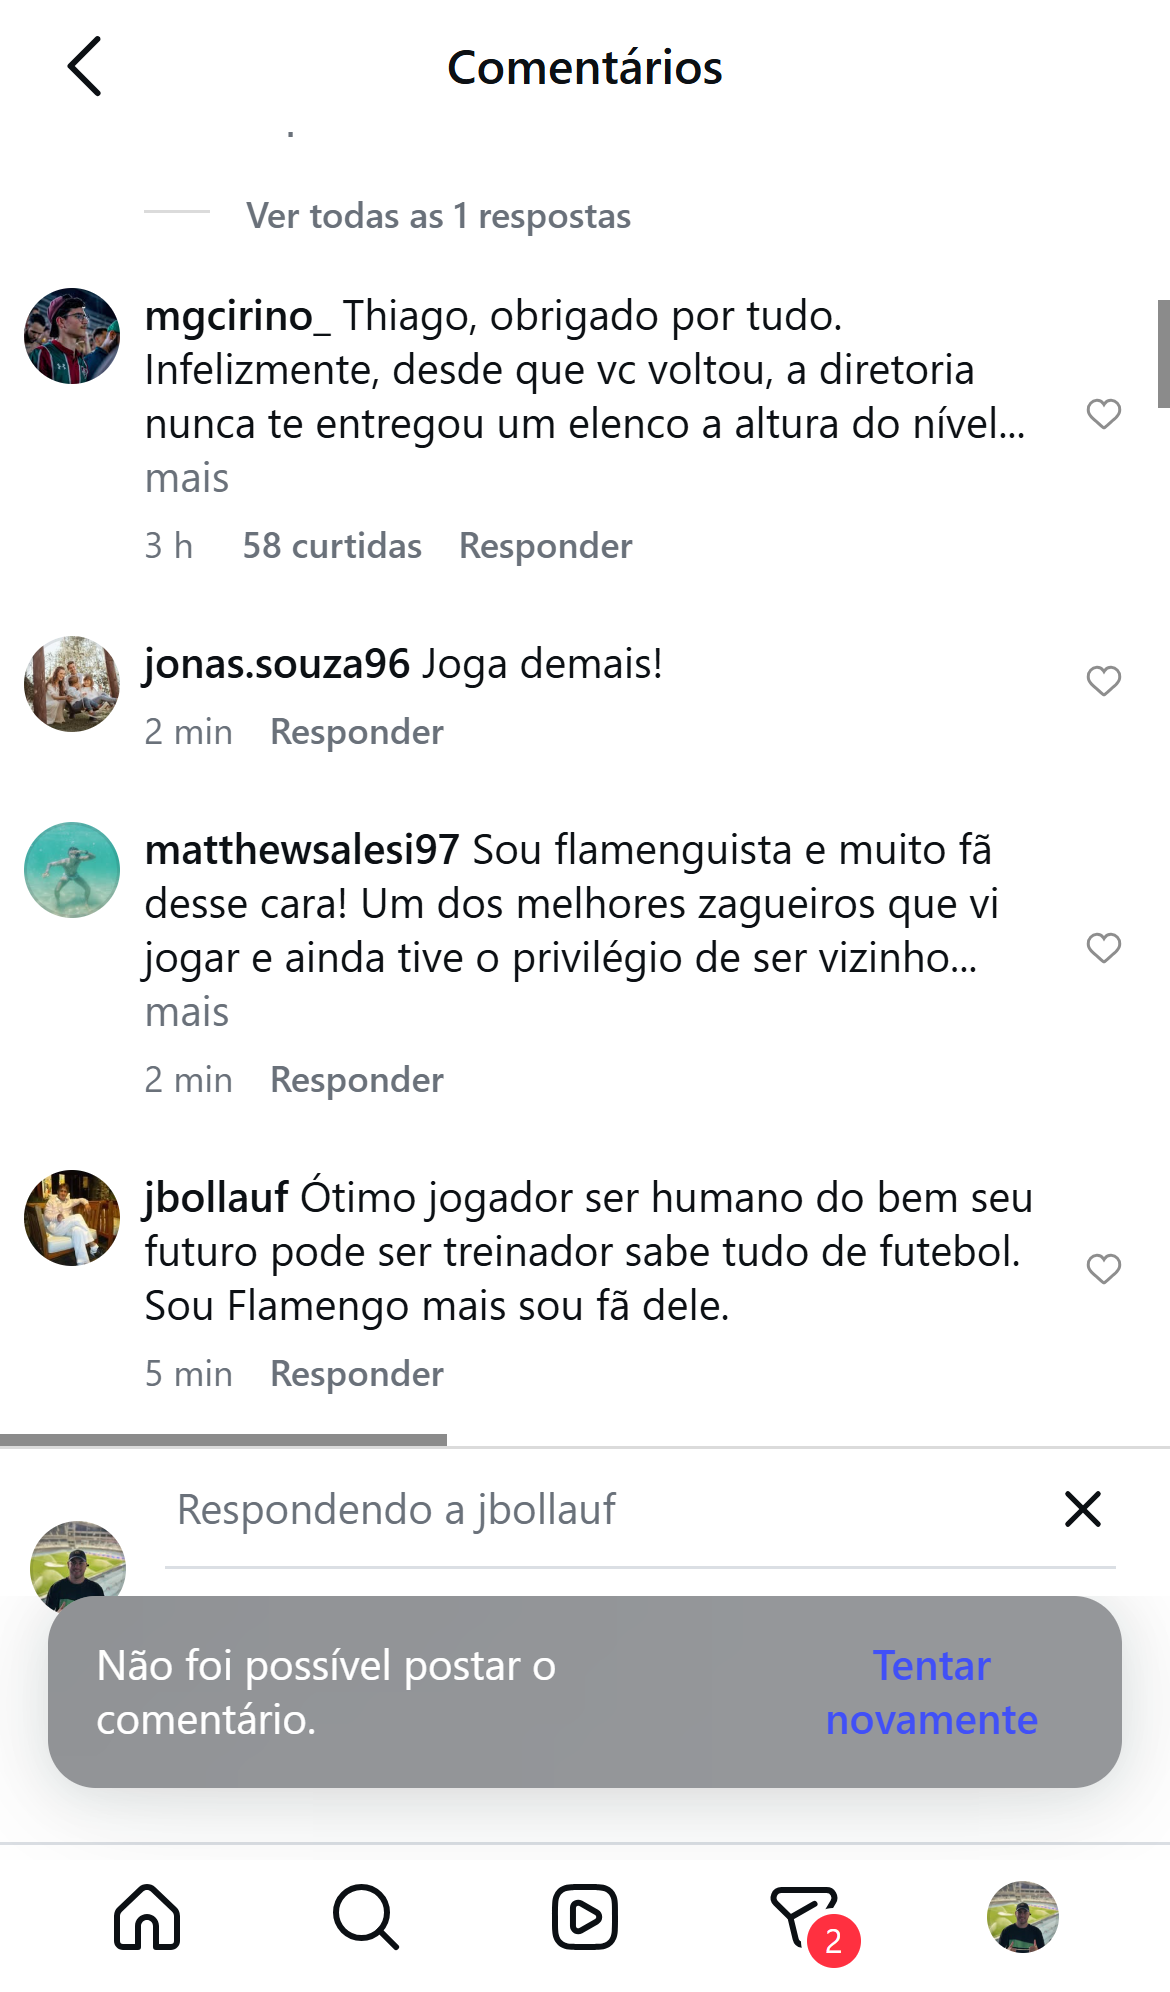 Comentários
Ver todas as 1 respostas
mgcirino_ Thiago, obrigado por tudo.
Infelizmente, desde que vc voltou, a diretoria
nunca te entregou um elenco a altura do nível...
mais
3 h 58 curtidas Responder
jonas.souza96 Joga demais!
2 min Responder
matthewsalesi97 Sou flamenguista e muito fã
desse cara! Um dos melhores zagueiros que vi
jogar e ainda tive o privilégio de ser vizinho...
mais
2 min Responder
jbollauf Ótimo jogador ser humano do bem seu
futuro pode ser treinador sabe tudo de futebol.
Sou Flamengo mais sou fã dele.
5 min Responder
Respondendo a jbollauf
Não foi possível postar o
comentário.
Tentar
novamente
2